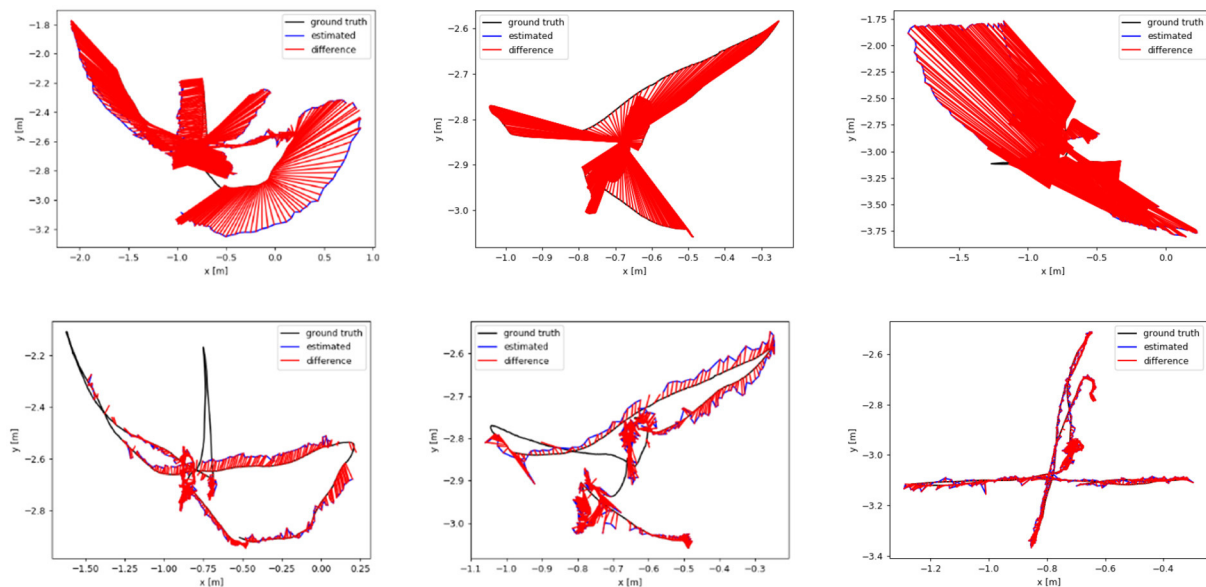 ground truth
estimated
difference
y [m]
−1.8
−2.0
−2.2
−2.4
−2.6
−2.8
−3.0
−3.2
−2.0
−1.5
−1.0
−0.5
0.0
0.5
1.0
x [m]
ground truth
estimated
difference
y [m]
−2.6
−2.7
−2.8
−2.9
−3.0
−1.0
−0.9
−0.8
−0.7
−0.6
−0.5
−0.4
−0.3
x [m]
ground truth
estimated
difference
y [m]
−1.75
−2.00
−2.25
−2.50
−2.75
−3.00
−3.25
−3.50
−3.75
−1.5
−1.0
−0.5
0.0
x [m]
ground truth
estimated
difference
y [m]
−2.2
−2.4
−2.6
−2.8
−1.50
−1.25
−1.00
−0.75
−0.50
−0.25
0.00
0.25
x [m]
ground truth
estimated
difference
y [m]
−2.6
−2.7
−2.8
−2.9
−3.0
−1.1
−1.0
−0.9
−0.8
−0.7
−0.6
−0.5
−0.4
−0.3
x [m]
ground truth
estimated
difference
y [m]
−2.6
−2.8
−3.0
−3.2
−3.4
−1.2
−1.0
−0.8
−0.6
−0.4
x [m]